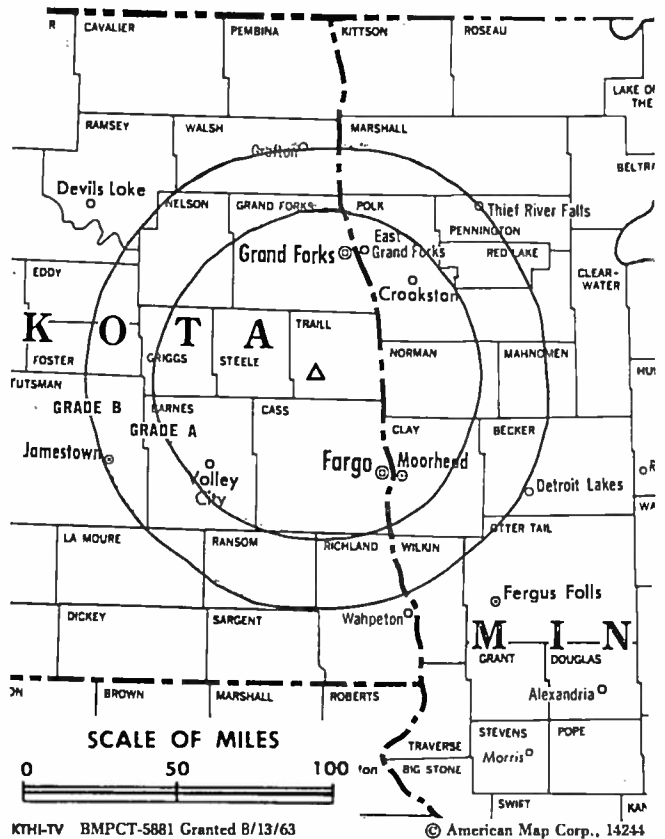 R CAVALIER PEMBINA KITTSON ROSEAU
LAKE OF
THE
RAMSEY WALSH MARSHALL
Grafton
BELTR
Devils Lake
NELSON GRAND FORKS POLK
Thief River Falls
PENNINGTON
East
Grand Forks Grand Forks
RED LAKE
EDDY
Crookston
CLEAR-
WATER
K O T A
TRAILL
FOSTER GRIGGS STEELE
NORMAN MAHNOMEN
HU
TUTSMAN
GRADE B BARNES CASS
GRADE A
CLAY BECKER
Jamestown
Fargo Moorhead
Valley
City
Detroit Lakes
R
WA
OTTER TAIL
LA MOURE RANSOM RICHLAND WILKIN
Fergus Falls
DICKEY SARGENT Wahpeton
M I N
GRANT DOUGLAS
ON BROWN MARSHALL ROBERTS
Alexandria
SCALE OF MILES
0 50 100
STEVENS POPE
TRAVERSE
Morris
ton BIG STONE
SWIFT KAN
KTHI-TV BMPCT-5881 Granted 8/13/63 © American Map Corp., 14244